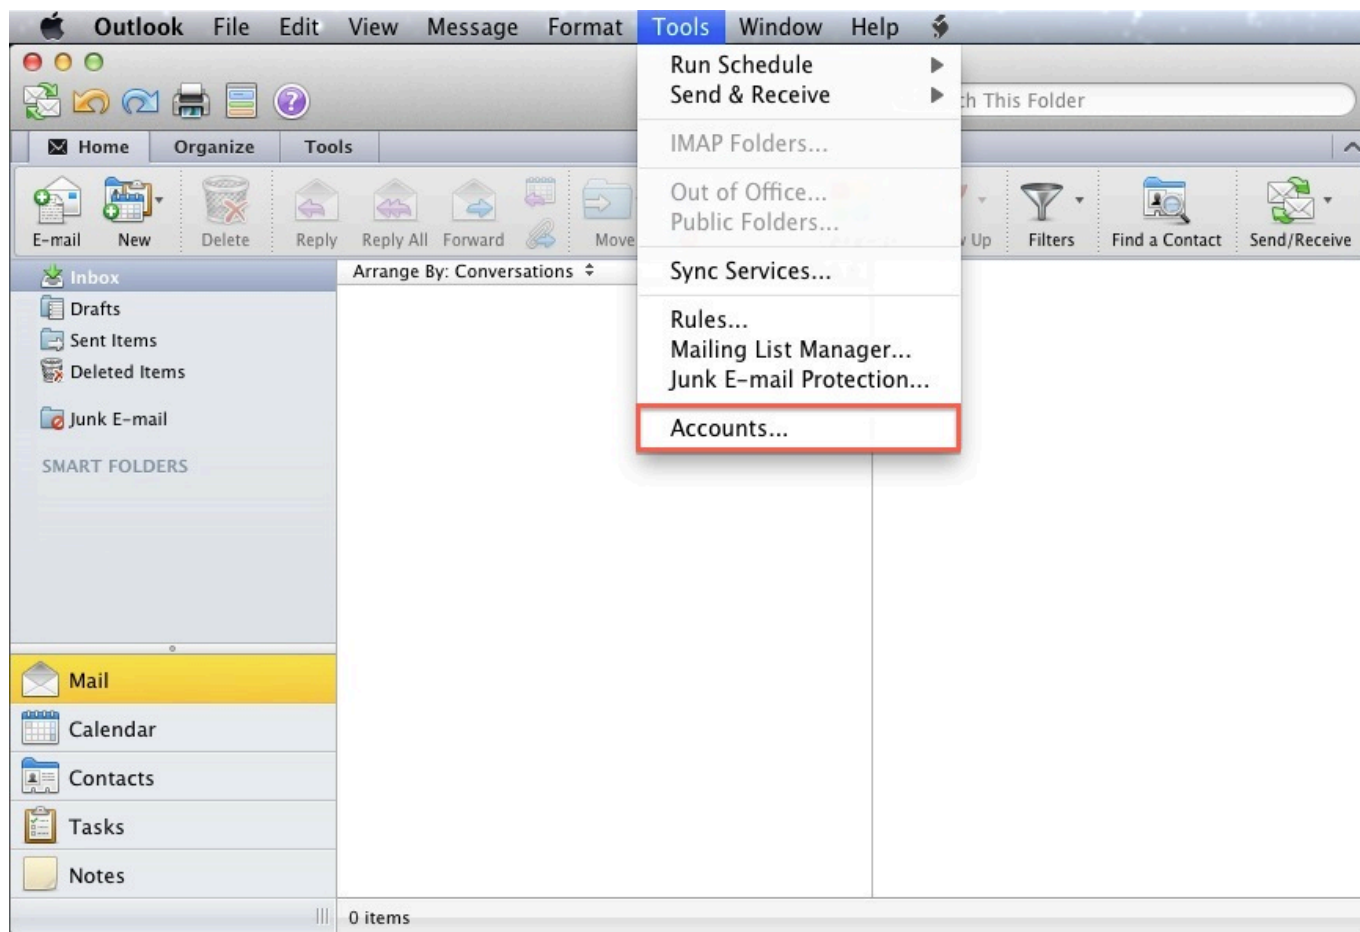 Outlook File Edit View Message Format Tools Window Help
Run Schedule
Send & Receive
This Folder
IMAP Folders...
Home Organize Tools
Out of Office...
Public Folders...
E-mail New Delete Reply Reply All Forward Move Up Filters Find a Contact Send/Receive
Sync Services...
Rules...
Mailing List Manager...
Junk E-mail Protection...
Accounts...
Inbox
Drafts
Sent Items
Deleted Items
Junk E-mail
SMART FOLDERS
Arrange By: Conversations
Mail
Calendar
Contacts
Tasks
Notes
0 items